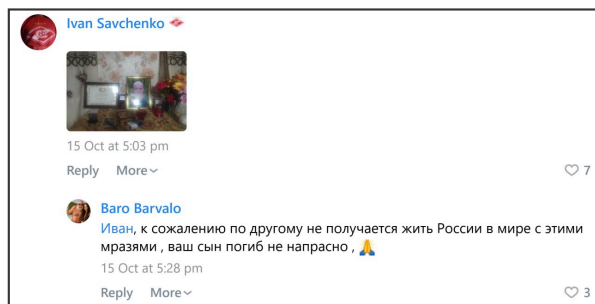 Ivan Savchenko
15 Oct at 5:03 pm
Reply More
7
Baro Barvalo
Иван, к сожалению по другому не получается жить России в мире с этими
мразями , ваш сын погиб не напрасно , 🙏
15 Oct at 5:28 pm
Reply More
3